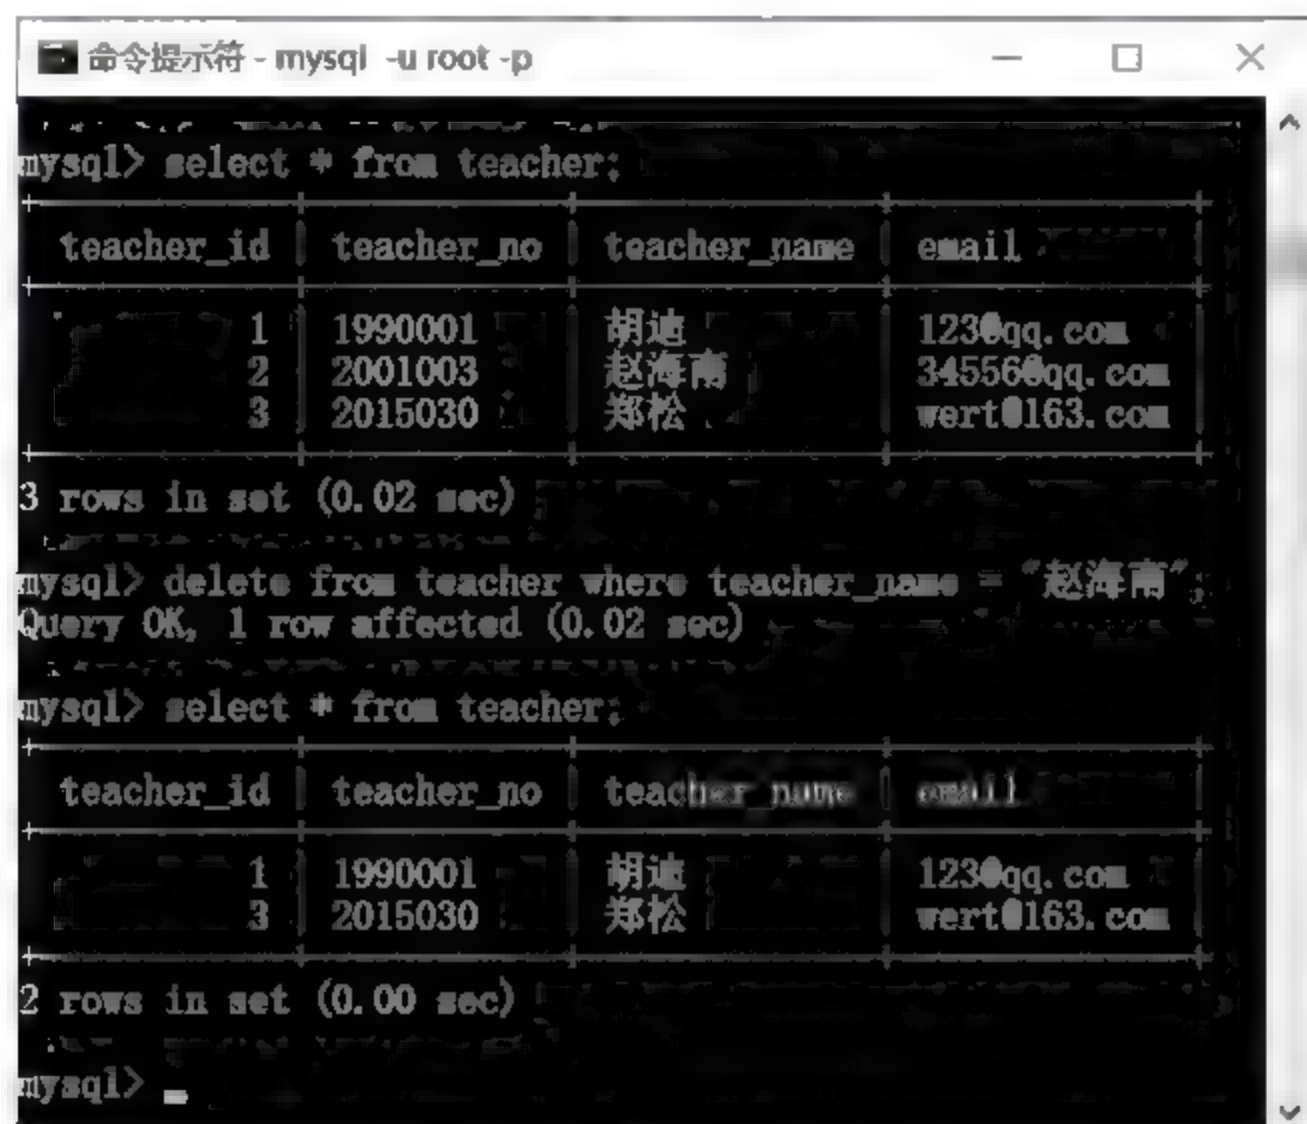 命令提示符 - mysql -u root -p
mysql> select * from teacher;
teacher_id | teacher_no | teacher_name | email
1 | 1990001 | 胡迪 | 123@qq.com
2 | 2001003 | 赵海南 | 34556@qq.com
3 | 2015030 | 郑松 | wert@163.com
3 rows in set (0.02 sec)
mysql> delete from teacher where teacher_name = "赵海南";
Query OK, 1 row affected (0.02 sec)
mysql> select * from teacher;
teacher_id | teacher_no | teacher_name | email
1 | 1990001 | 胡迪 | 123@qq.com
3 | 2015030 | 郑松 | wert@163.com
2 rows in set (0.00 sec)
mysql> _